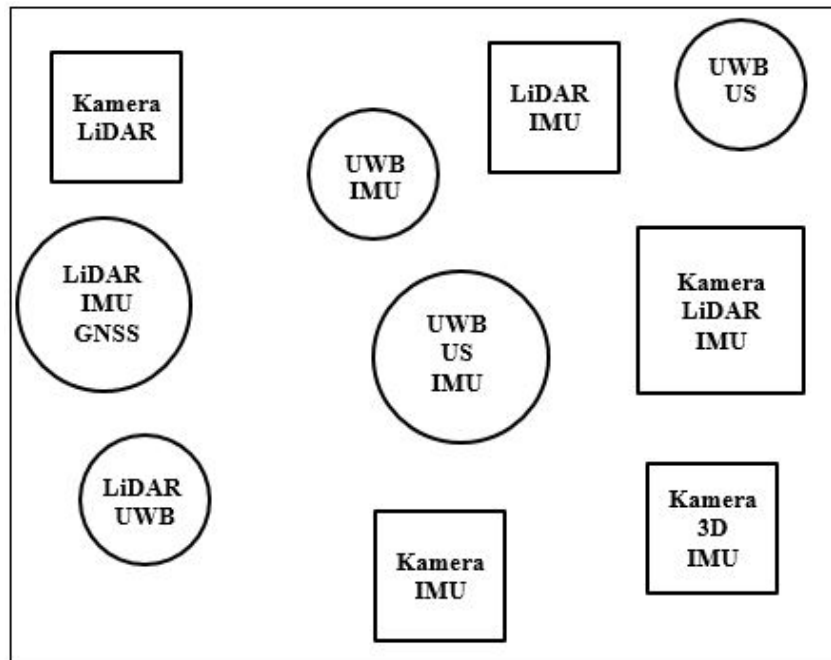 Kamera
LiDAR
LiDAR
IMU
UWB
US
UWB
IMU
LiDAR
IMU
GNSS
UWB
US
IMU
Kamera
LiDAR
IMU
LiDAR
UWB
Kamera
IMU
Kamera
3D
IMU